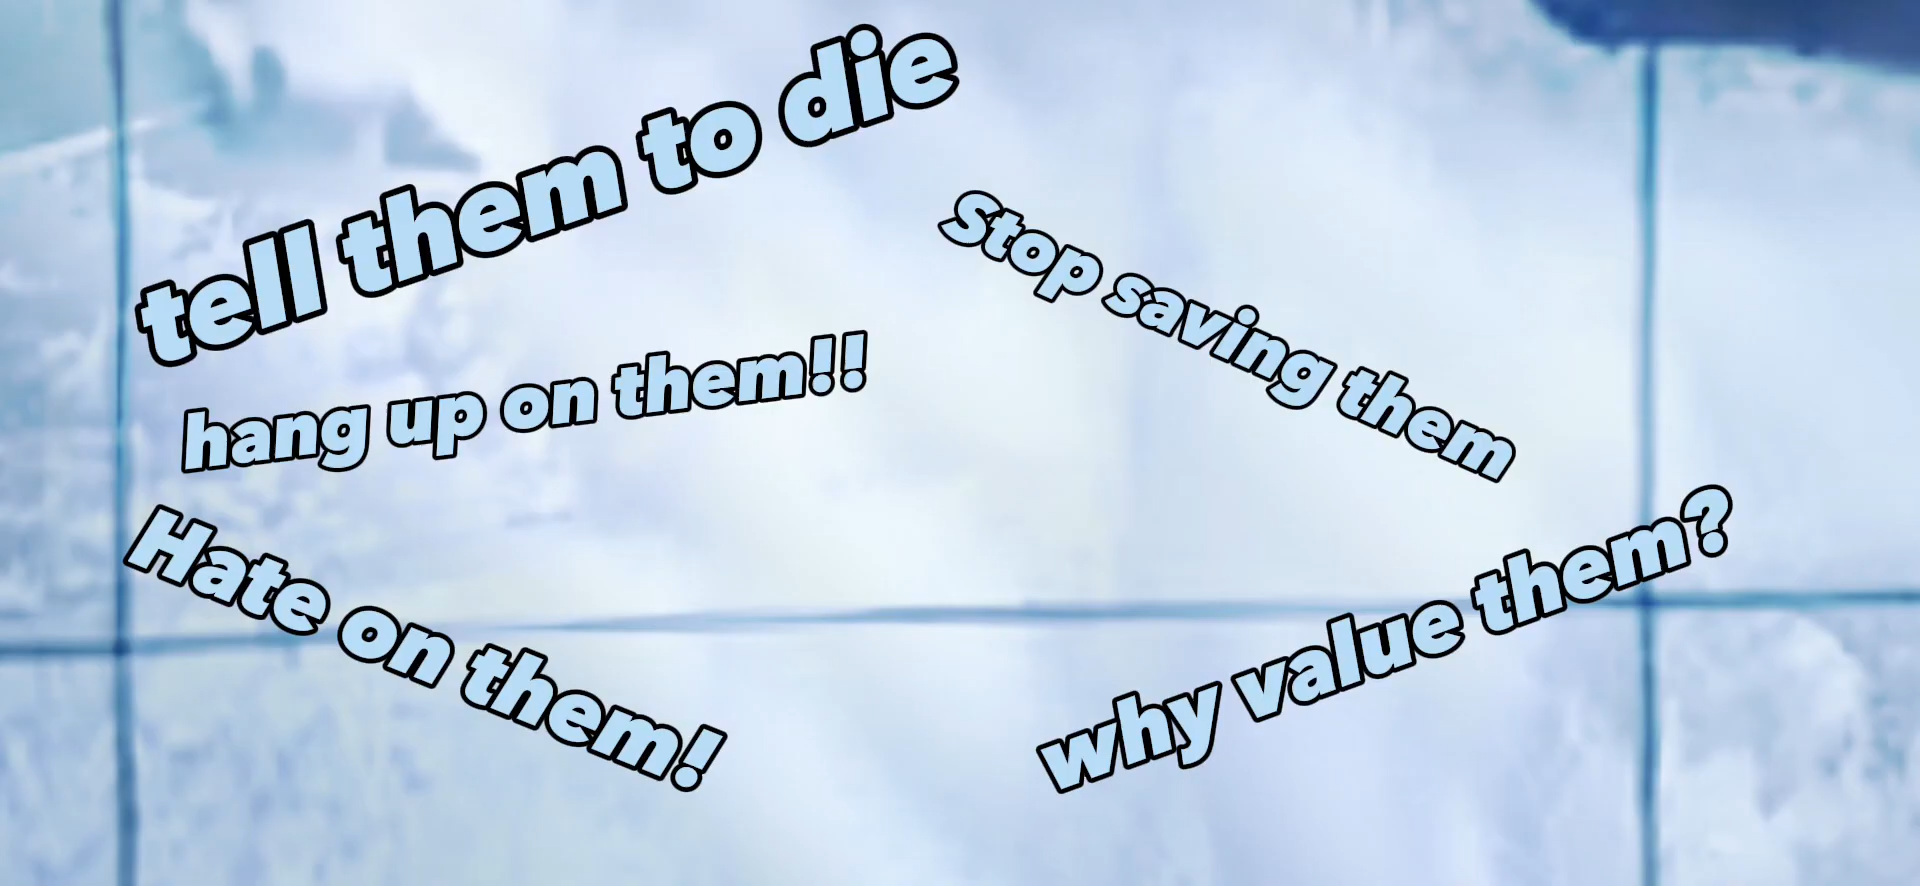 tell them to die
Stop saving them
hang up on them!!
Hate on them!
why value them?